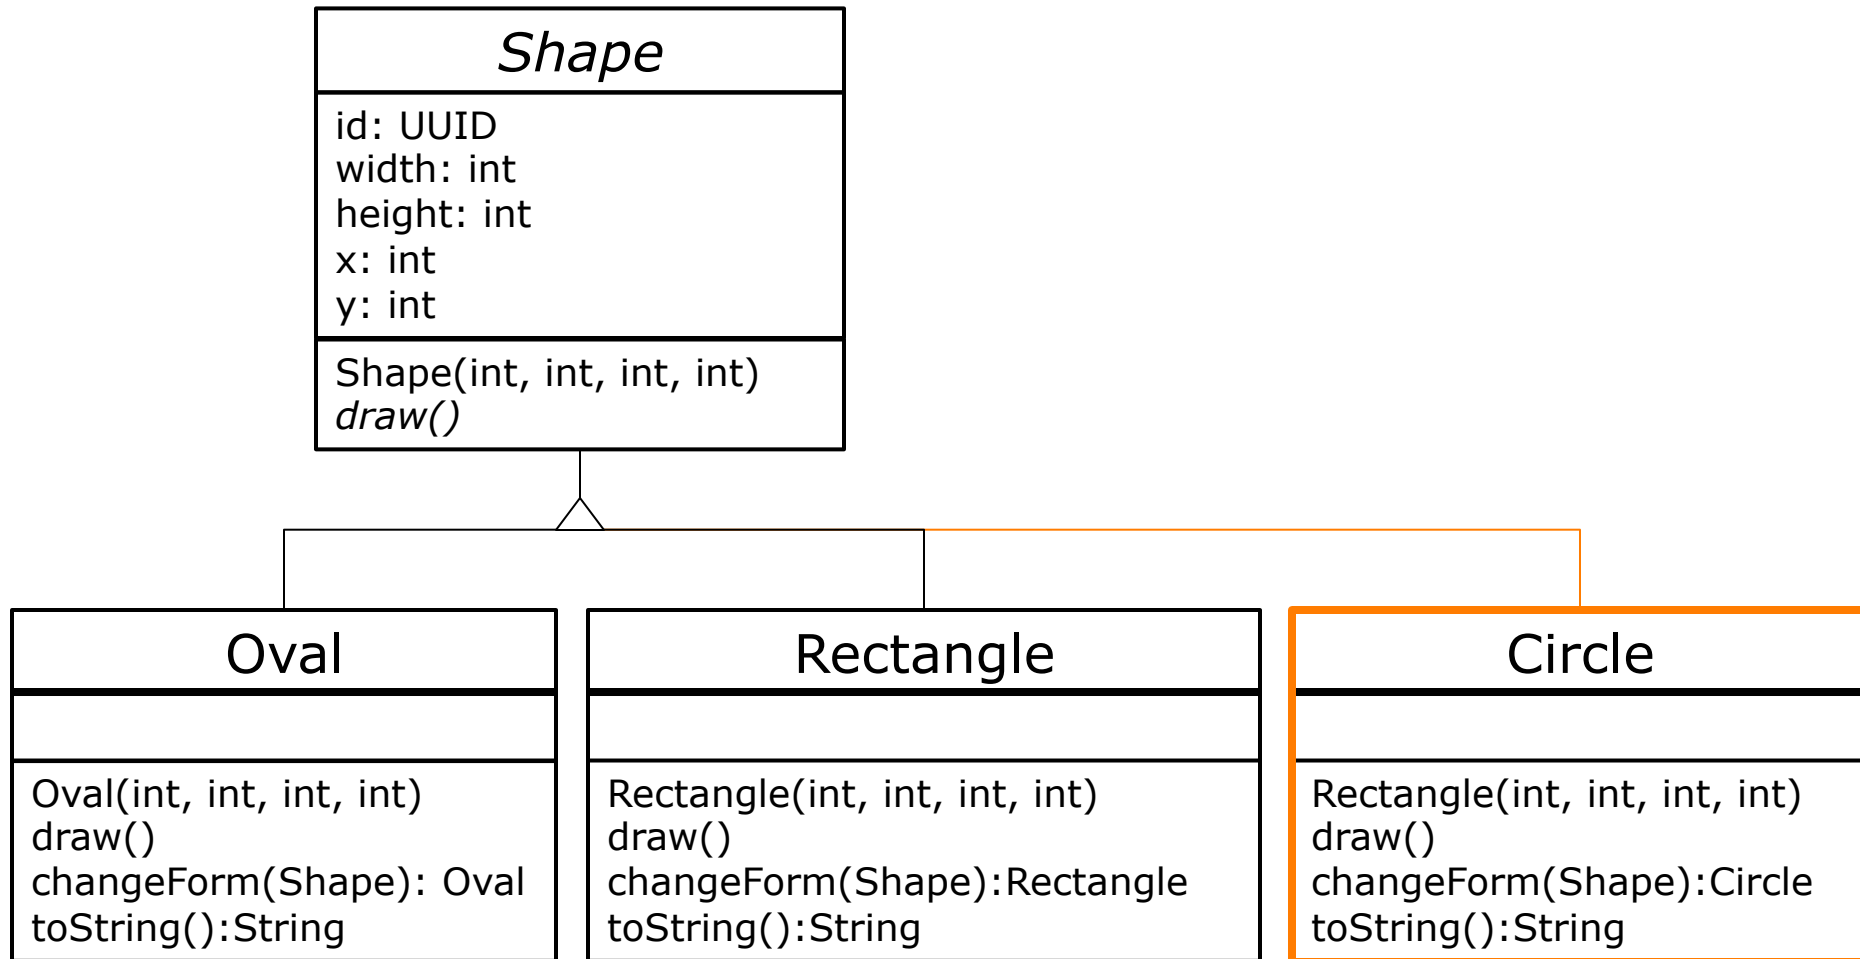 Shape
id: UUID
width: int
height: int
x: int
y: int
Shape(int, int, int, int)
draw()
Oval
Oval(int, int, int, int)
draw()
changeForm(Shape): Oval
toString():String
Rectangle
Rectangle(int, int, int, int)
draw()
changeForm(Shape):Rectangle
toString():String
Circle
Rectangle(int, int, int, int)
draw()
changeForm(Shape):Circle
toString():String